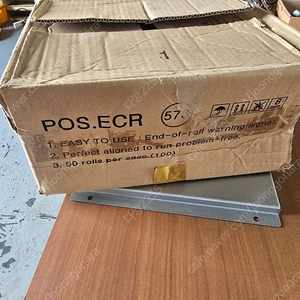 POS.ECR
1. EASY TO USE : End-of-roll warning signal.
2. Perfect aligned to run problem-free.
3. 50 rolls per case.(100)